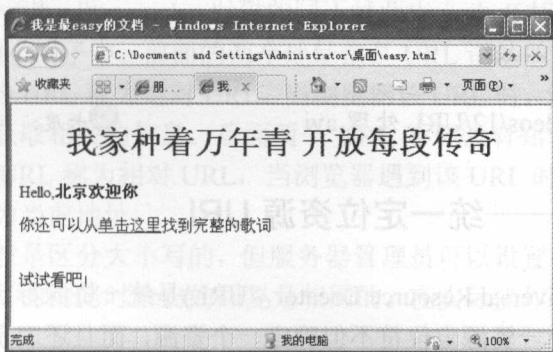 我是最easy的文档 - Windows Internet Explorer
C:\Documents and Settings\Administrator\桌面\easy.html
收藏夹 朋... 我. × 页面(P) »
我家种着万年青 开放每段传奇
Hello,北京欢迎你
你还可以从单击这里找到完整的歌词
试试看吧!
完成 我的电脑 100%